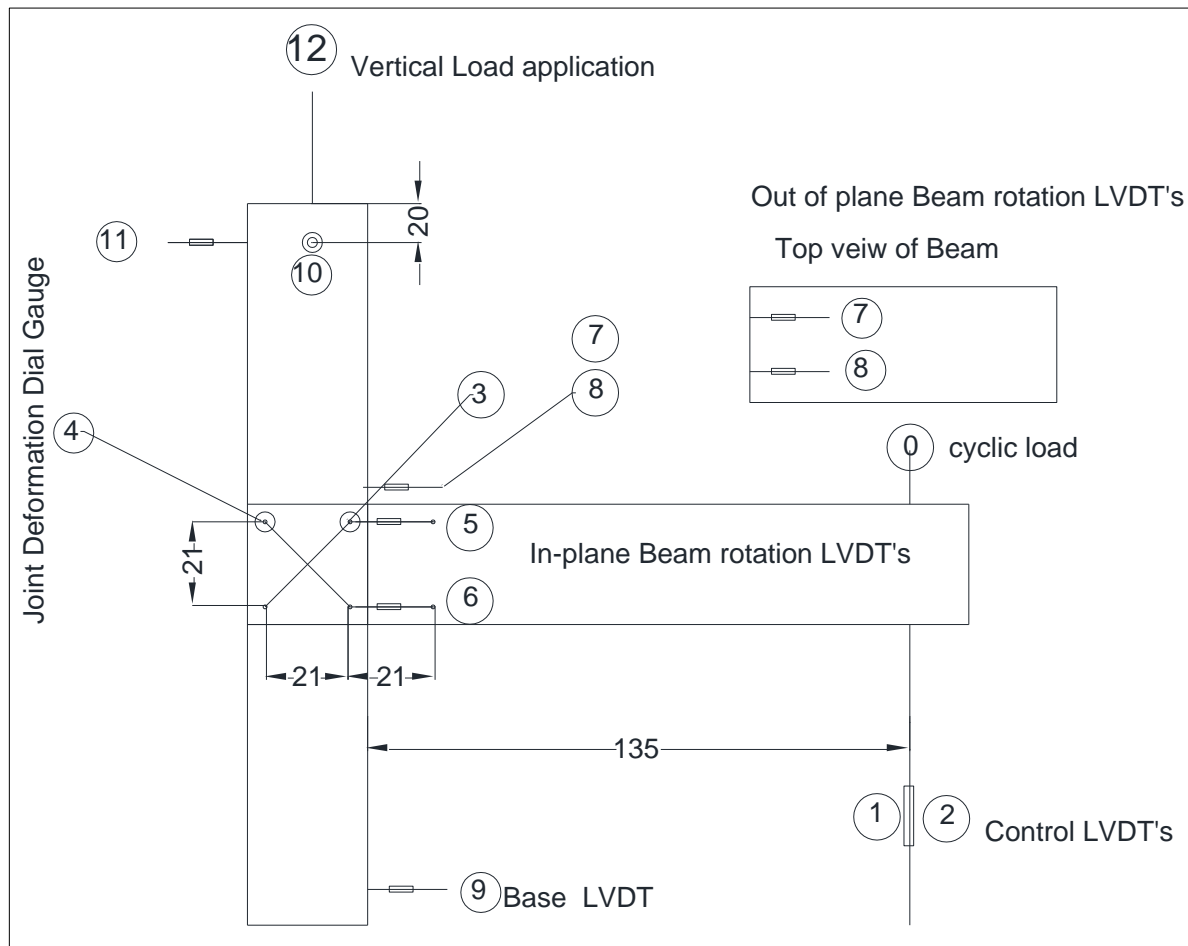 12
Vertical Load application
20
11
10
Out of plane Beam rotation LVDT's
Top veiw of Beam
7
8
7
8
3
4
Joint Deformation Dial Gauge
0
cyclic load
5
In-plane Beam rotation LVDT's
21
6
21
21
135
1
2
Control LVDT's
9
Base LVDT